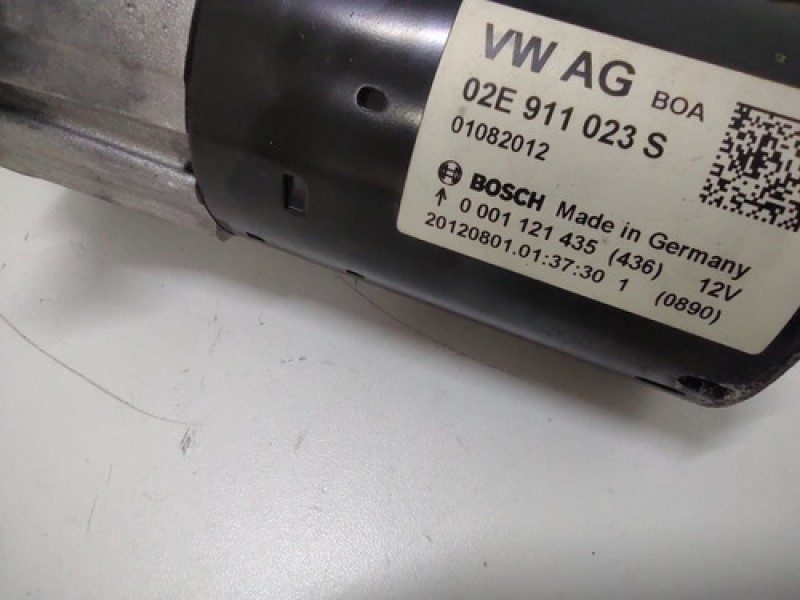 VW AG BOA
02E 911 023 S
01082012
BOSCH Made in Germany
↑ 0 001 121 435 (436) 12V
20120801.01:37:30 1 (0890)